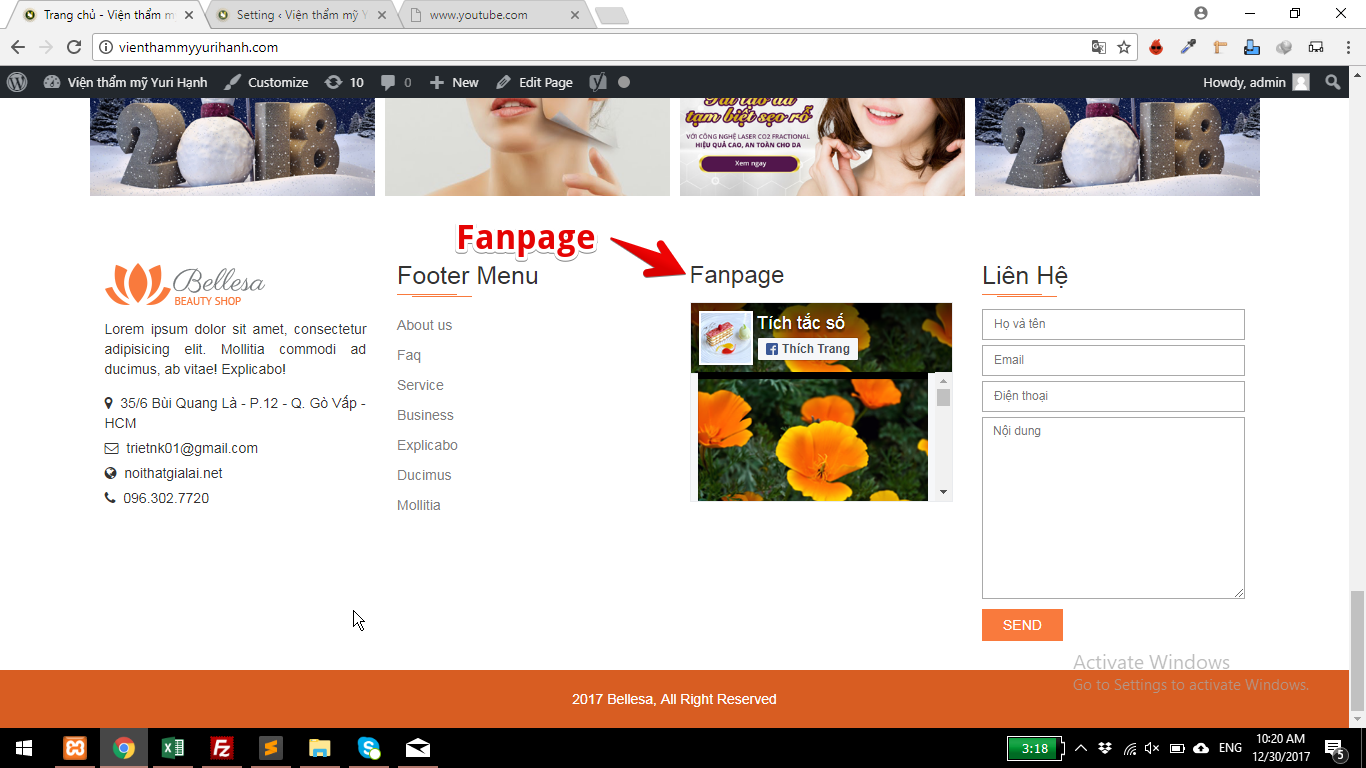 Trang chủ - Viện thẩm m
Setting ‹ Viện thẩm mỹ Y
www.youtube.com
vienthammyyurihanh.com
Viện thẩm mỹ Yuri Hạnh
Customize
10
0
New
Edit Page
Howdy, admin
2018
Tái tạo da
tạm biệt sẹo rỗ
VỚI CÔNG NGHỆ LASER CO2 FRACTIONAL
HIỆU QUẢ CAO, AN TOÀN CHO DA
Xem ngay
2018
Fanpage
Bellesa
BEAUTY SHOP
Lorem ipsum dolor sit amet, consectetur
adipisicing elit. Mollitia commodi ad
ducimus, ab vitae! Explicabo!
35/6 Bùi Quang Là - P.12 - Q. Gò Vấp -
HCM
trietnk01@gmail.com
noithatgialai.net
096.302.7720
Footer Menu
About us
Faq
Service
Business
Explicabo
Ducimus
Mollitia
Fanpage
Tích tắc số
Thích Trang
Liên Hệ
Họ và tên
Email
Điện thoại
Nội dung
SEND
Activate Windows
Go to Settings to activate Windows.
2017 Bellesa, All Right Reserved
3:18
ENG
10:20 AM
12/30/2017
5